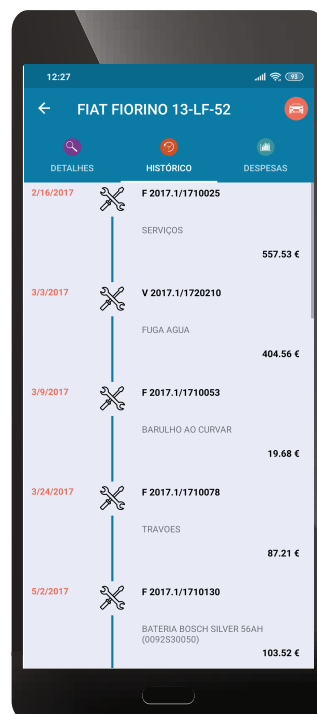 12:27
93
FIAT FIORINO 13-LF-52
DETALHES
HISTÓRICO
DESPESAS
2/16/2017
F 2017.1/1710025
SERVIÇOS
557.53 €
3/3/2017
V 2017.1/1720210
FUGA AGUA
404.56 €
3/9/2017
F 2017.1/1710053
BARULHO AO CURVAR
19.68 €
3/24/2017
F 2017.1/1710078
TRAVOES
87.21 €
5/2/2017
F 2017.1/1710130
BATERIA BOSCH SILVER 56AH
(0092S30050)
103.52 €